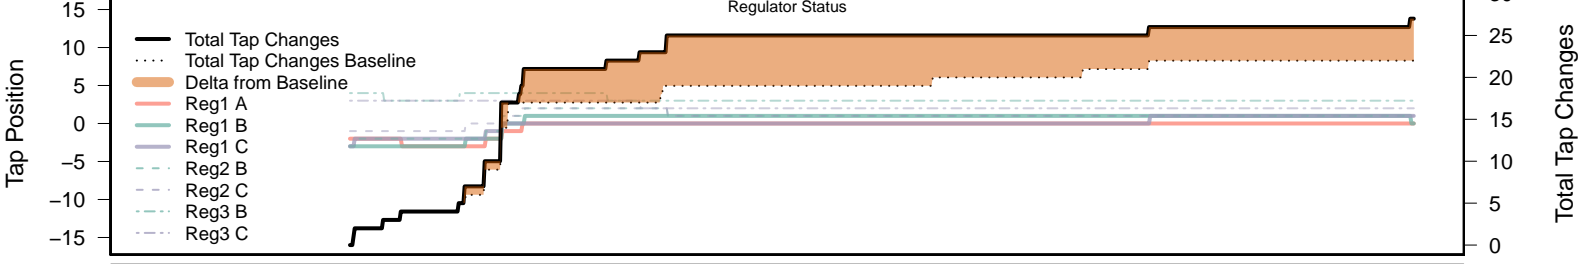 Regulator Status
Tap Position
15
10
5
0
−5
−10
−15
Total Tap Changes
Total Tap Changes Baseline
Delta from Baseline
Reg1 A
Reg1 B
Reg1 C
Reg2 B
Reg2 C
Reg3 B
Reg3 C
25
20
15
10
5
0
Total Tap Changes